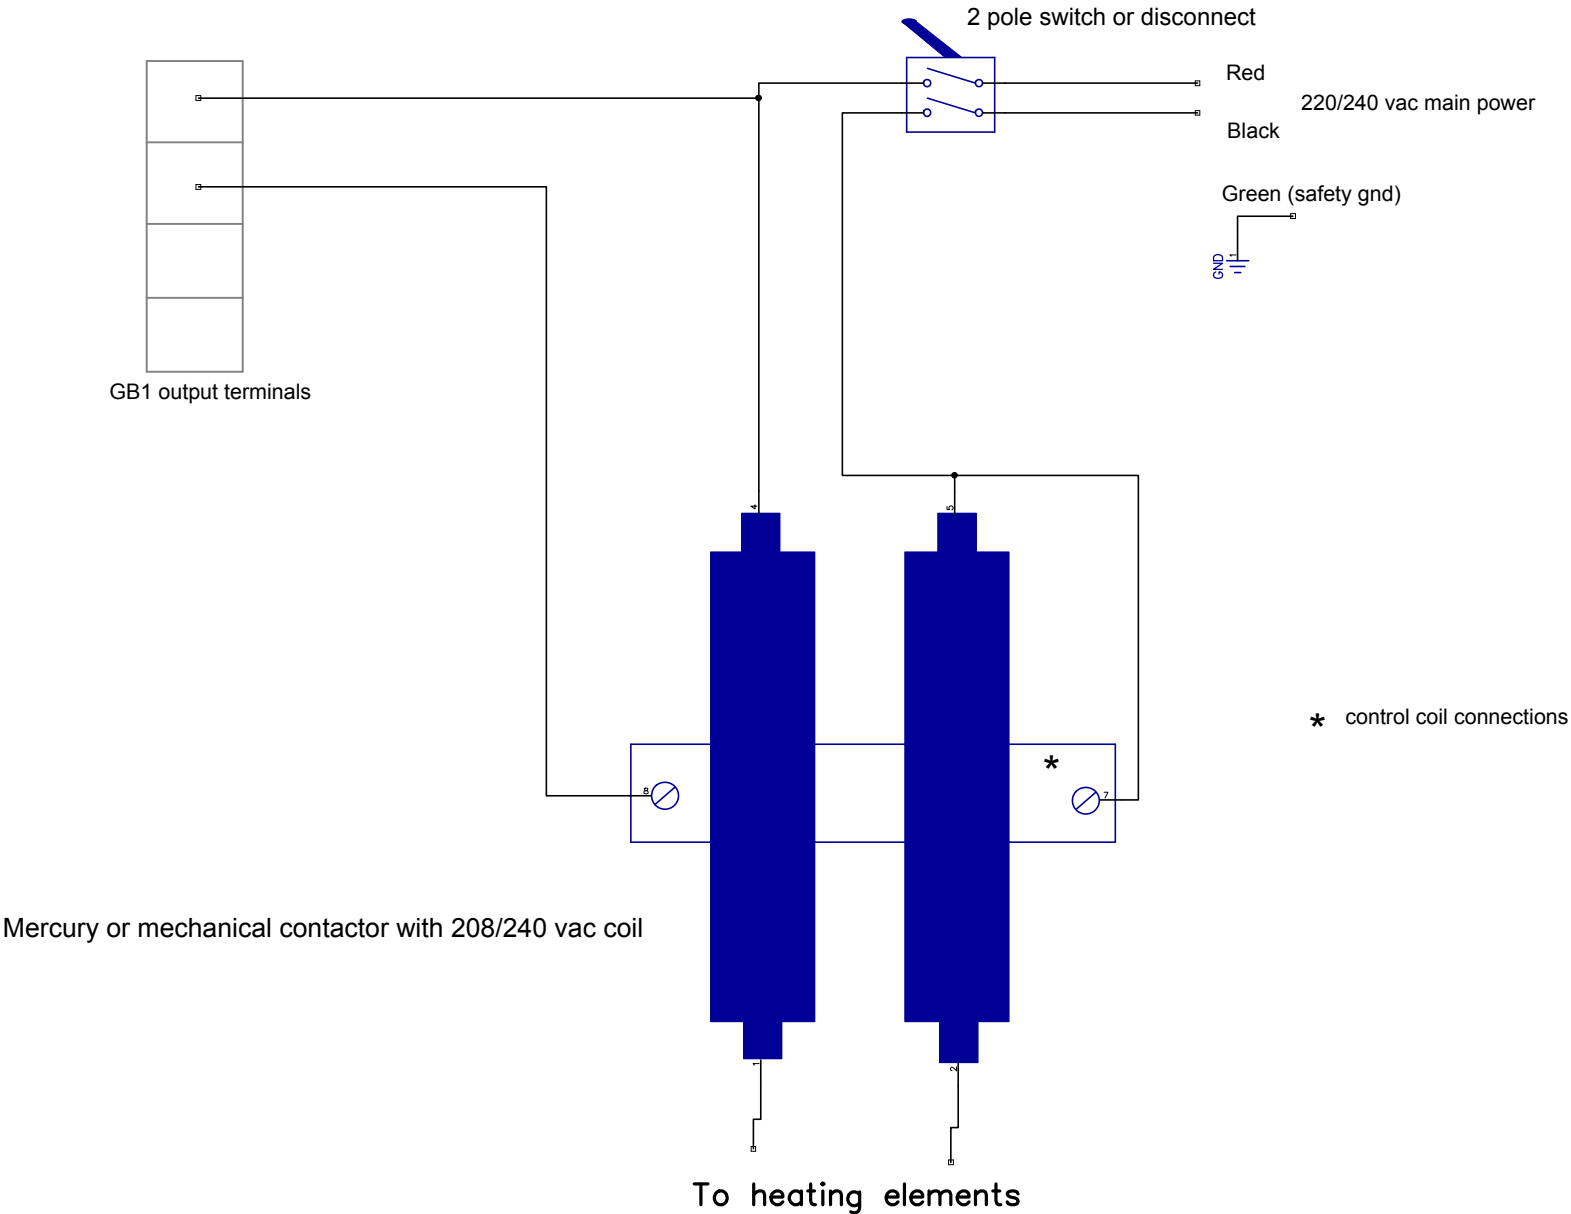 2 pole switch or disconnect
Red
220/240 vac main power
Black
Green (safety gnd)
GND
1
GB1 output terminals
4
5
* control coil connections
*
8
7
Mercury or mechanical contactor with 208/240 vac coil
1
2
To heating elements